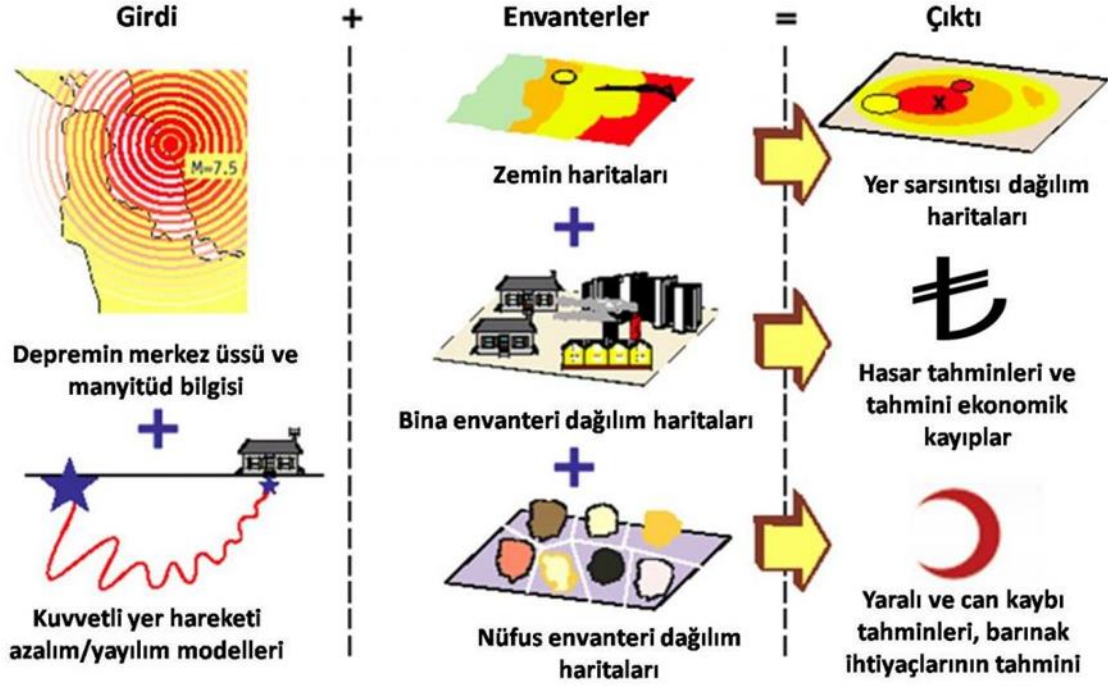 Girdi + Envanterler = Çıktı
M=7.5
Depremin merkez üssü ve
manyitüd bilgisi
+
Kuvvetli yer hareketi
azalım/yayılım modelleri
Zemin haritaları
+
Bina envanteri dağılım haritaları
+
Nüfus envanteri dağılım
haritaları
X
Yer sarsıntısı dağılım
haritaları
₺
Hasar tahminleri ve
tahmini ekonomik
kayıplar
Yaralı ve can kaybı
tahminleri, barınak
ihtiyaçlarının tahmini